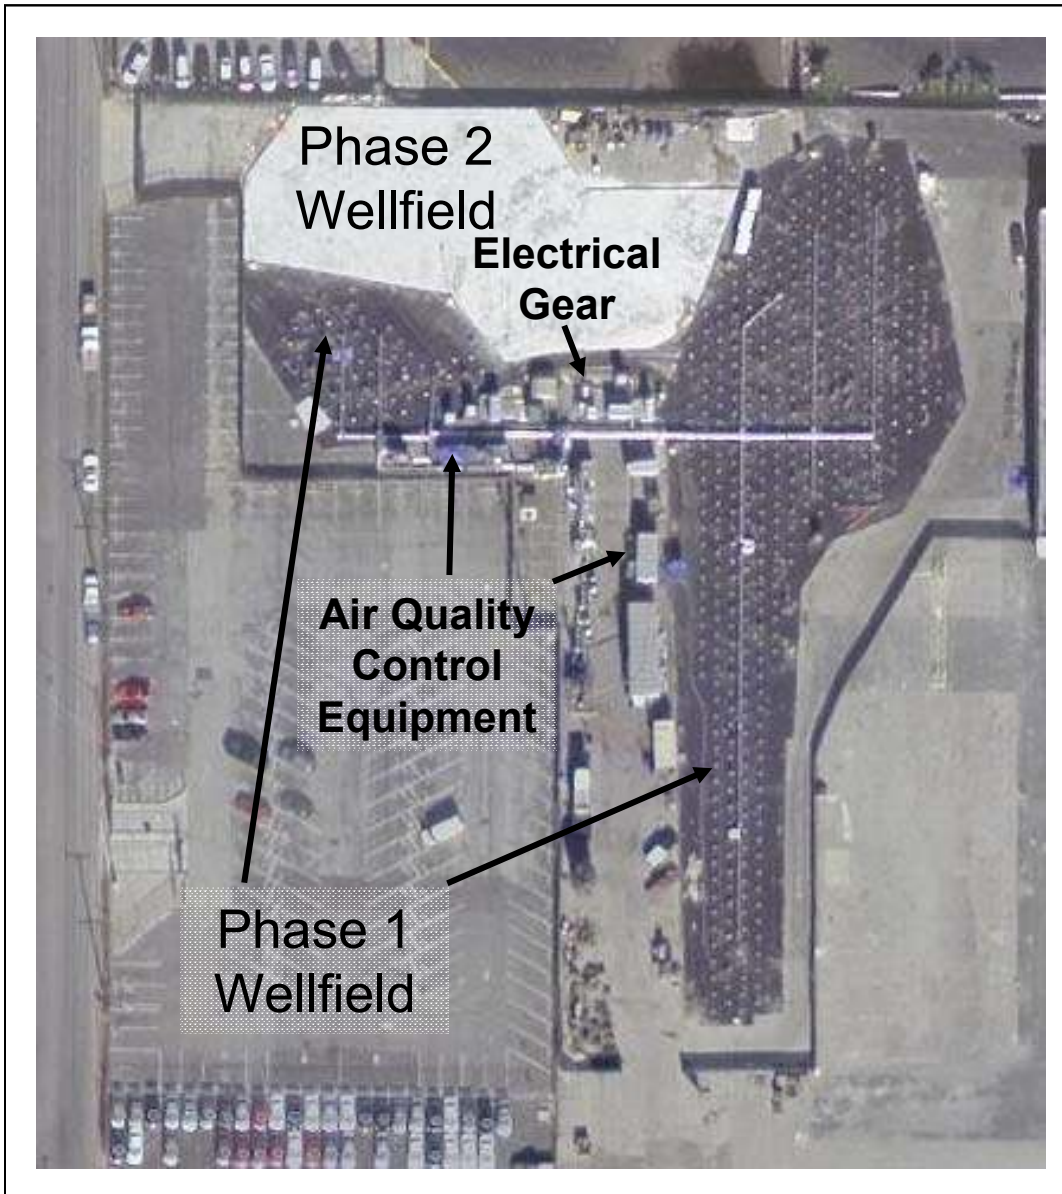 Phase 2
Wellfield
Electrical
Gear
Air Quality
Control
Equipment
Phase 1
Wellfield